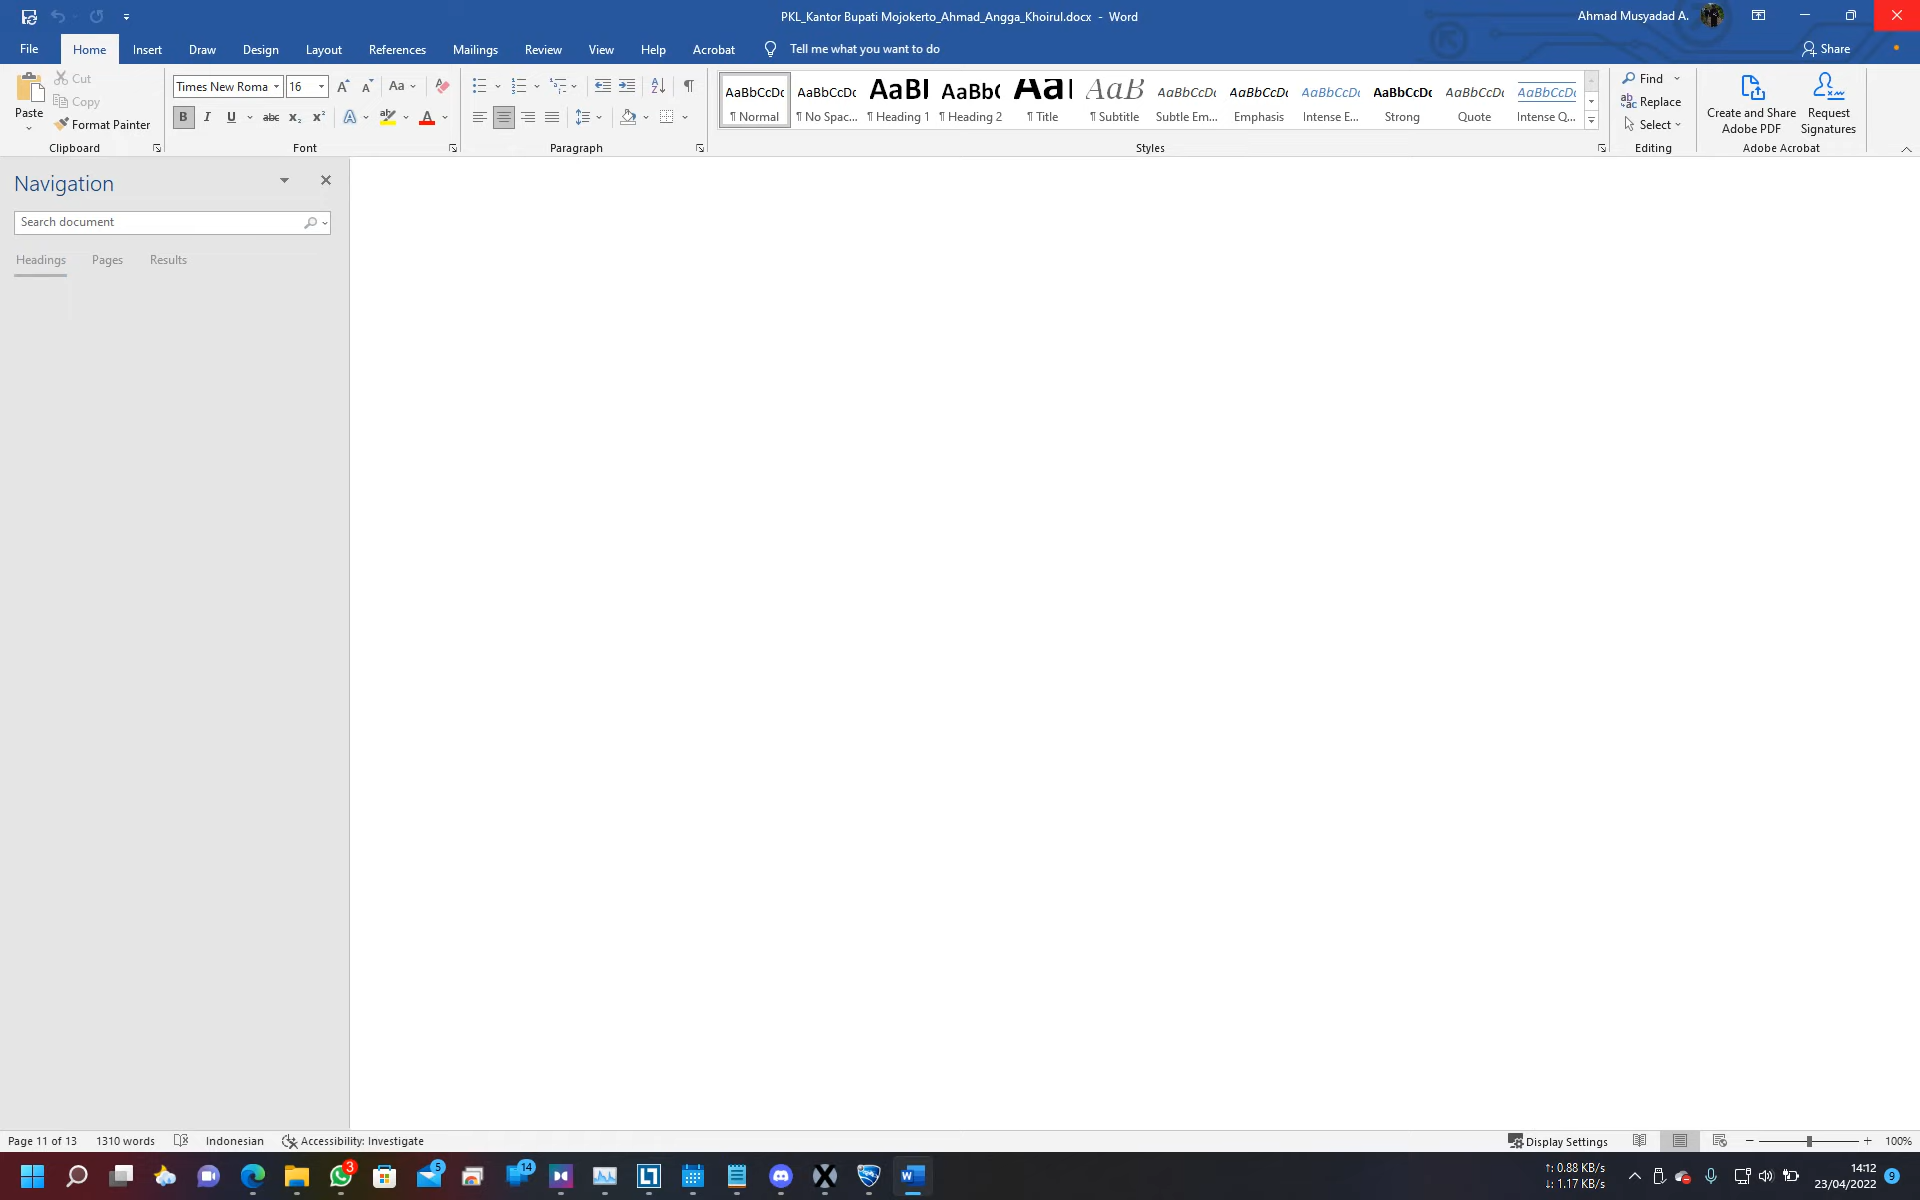 PKL_Kantor Bupati Mojokerto_Ahmad_Angga_Khoirul.docx - Word
Ahmad Musyadad A.
File Home Insert Draw Design Layout References Mailings Review View Help Acrobat Tell me what you want to do Share
Paste
Cut
Copy
Format Painter
Clipboard
Times New Roma 16
Font
Paragraph
AaBbCcDc AaBbCcDc AaBl AaBbC AaI AaB AaBbCcDc AaBbCcDc AaBbCcDc AaBbCcDc AaBbCcDc AaBbCcDc
¶ Normal ¶ No Spac... ¶ Heading 1 ¶ Heading 2 ¶ Title ¶ Subtitle Subtle Em... Emphasis Intense E... Strong Quote Intense Q...
Styles
Find
Replace
Select
Editing
Create and Share
Adobe PDF
Request
Signatures
Adobe Acrobat
Navigation
Search document
Headings Pages Results
Page 11 of 13 1310 words Indonesian Accessibility: Investigate
Display Settings 100%
3
5
14
↑: 0.88 KB/s
↓: 1.17 KB/s
14:12
23/04/2022
9